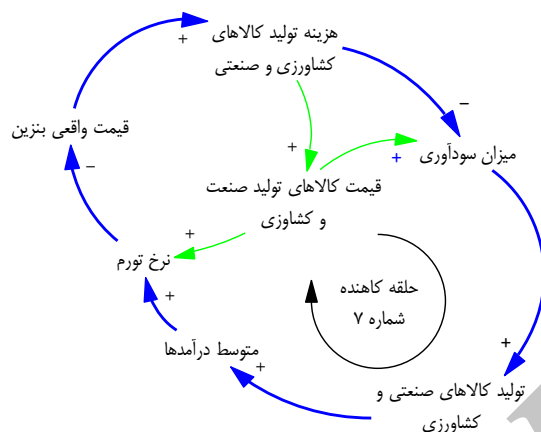 هزینه تولید کالاهای
کشاورزی و صنعتی
+
−
+
قیمت واقعی بنزین
میزان سودآوری
+
+
−
قیمت کالاهای تولید صنعت
و کشاوزی
+
نرخ تورم
حلقه کاهنده
شماره ۷
+
+
متوسط درآمدها
+
تولید کالاهای صنعتی و
کشاورزی